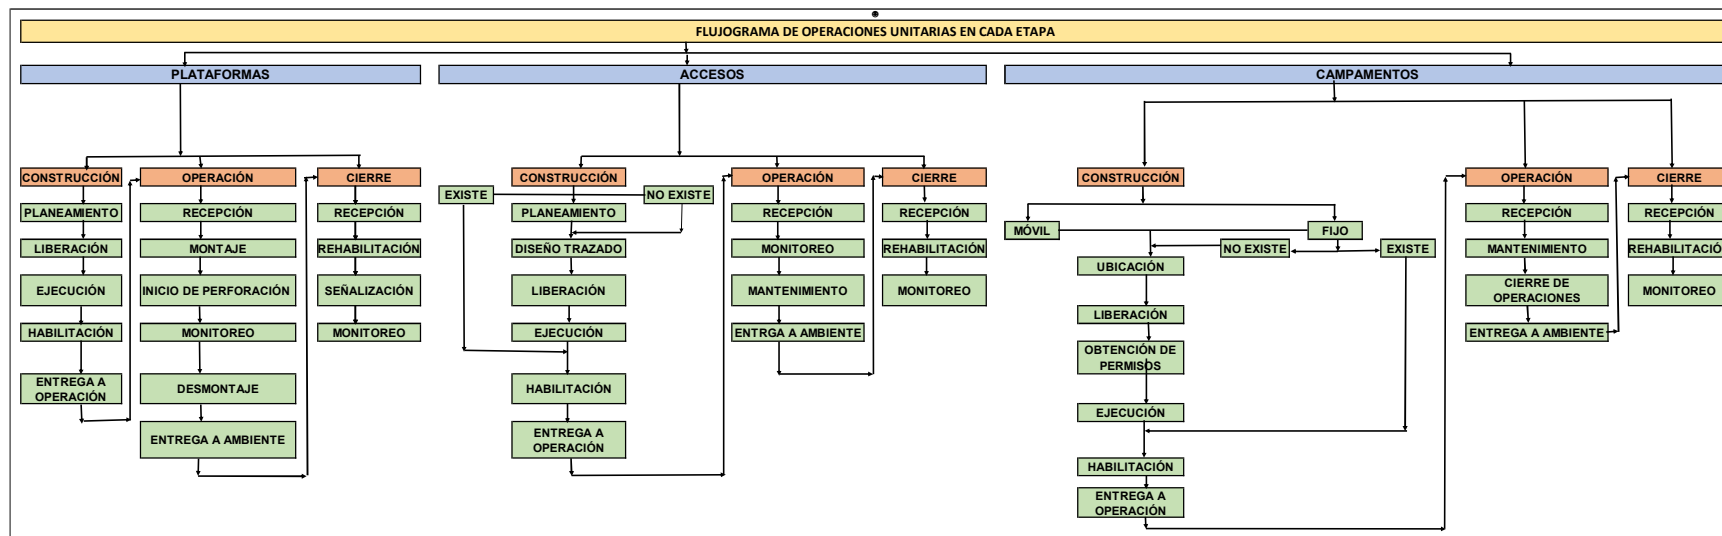 FLUJOGRAMA DE OPERACIONES UNITARIAS EN CADA ETAPA
PLATAFORMAS
CONSTRUCCIÓN
PLANEAMIENTO
LIBERACIÓN
EJECUCIÓN
HABILITACIÓN
ENTREGA A
OPERACIÓN
OPERACIÓN
RECEPCIÓN
MONTAJE
INICIO DE PERFORACIÓN
MONITOREO
DESMONTAJE
ENTREGA A AMBIENTE
CIERRE
RECEPCIÓN
REHABILITACIÓN
SEÑALIZACIÓN
MONITOREO
ACCESOS
EXISTE
CONSTRUCCIÓN
NO EXISTE
PLANEAMIENTO
DISEÑO TRAZADO
LIBERACIÓN
EJECUCIÓN
HABILITACIÓN
ENTREGA A
OPERACIÓN
OPERACIÓN
RECEPCIÓN
MONITOREO
MANTENIMIENTO
ENTRGA A AMBIENTE
CIERRE
RECEPCIÓN
REHABILITACIÓN
MONITOREO
CAMPAMENTOS
CONSTRUCCIÓN
MÓVIL
FIJO
NO EXISTE
EXISTE
UBICACIÓN
LIBERACIÓN
OBTENCIÓN DE
PERMISOS
EJECUCIÓN
HABILITACIÓN
ENTREGA A
OPERACIÓN
OPERACIÓN
RECEPCIÓN
MANTENIMIENTO
CIERRE DE
OPERACIONES
ENTREGA A AMBIENTE
CIERRE
RECEPCIÓN
REHABILITACIÓN
MONITOREO